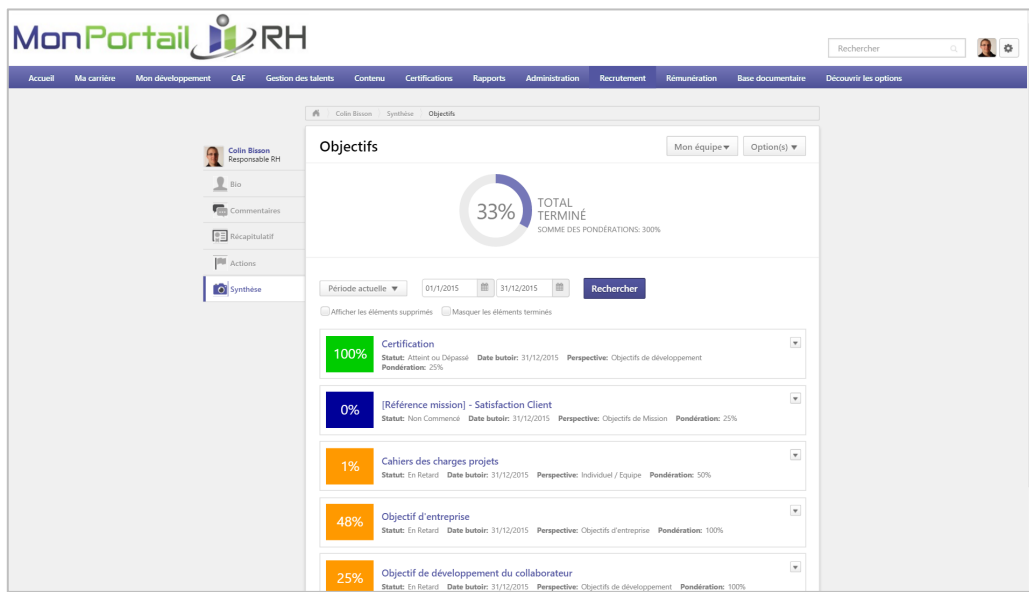 MonPortail RH
Rechercher
Accueil Ma carrière Mon développement CAF Gestion des talents Contenu Certifications Rapports Administration Recrutement Rémunération Base documentaire Découvrir les options
Colin Bisson Synthèse Objectifs
Colin Bisson
Responsable RH
Bio
Commentaires
Récapitulatif
Actions
Synthèse
Objectifs
Mon équipe Option(s)
33%
TOTAL
TERMINÉ
SOMME DES PONDÉRATIONS: 300%
Période actuelle 01/1/2015 31/12/2015 Rechercher
Afficher les éléments supprimés Masquer les éléments terminés
100%
Certification
Statut: Atteint ou Dépassé Date butoir: 31/12/2015 Perspective: Objectifs de développement
Pondération: 25%
0%
[Référence mission] - Satisfaction Client
Statut: Non Commencé Date butoir: 31/12/2015 Perspective: Objectifs de Mission Pondération: 25%
1%
Cahiers des charges projets
Statut: En Retard Date butoir: 31/12/2015 Perspective: Individuel / Equipe Pondération: 50%
48%
Objectif d'entreprise
Statut: En Retard Date butoir: 31/12/2015 Perspective: Objectifs d'entreprise Pondération: 100%
25%
Objectif de développement du collaborateur
Statut: En Retard Date butoir: 31/12/2015 Perspective: Objectifs de développement Pondération: 100%